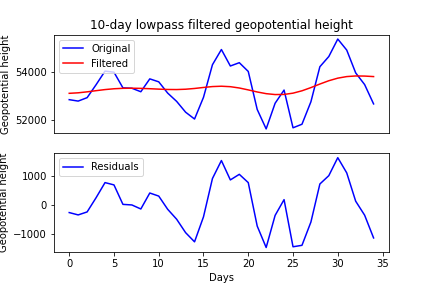 10-day lowpass filtered geopotential height
Geopotential height
54000
52000
Original
Filtered
Geopotential height
1000
0
−1000
Residuals
0 5 10 15 20 25 30 35
Days